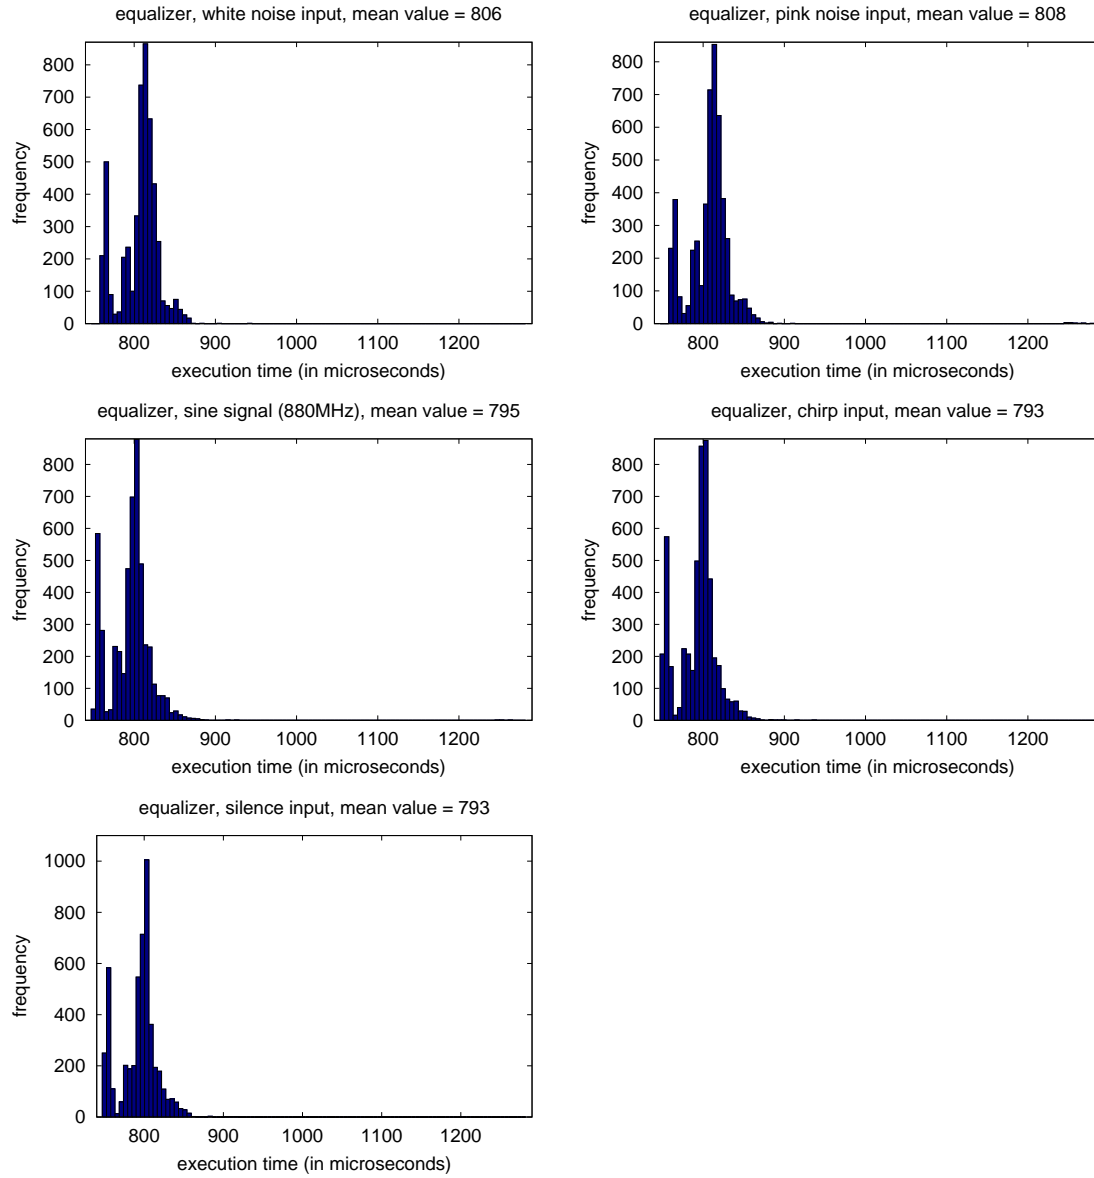 equalizer, white noise input, mean value = 806
800
700
600
500
400
300
200
100
0
frequency
800 900 1000 1100 1200
execution time (in microseconds)
equalizer, pink noise input, mean value = 808
800
700
600
500
400
300
200
100
0
frequency
800 900 1000 1100 1200
execution time (in microseconds)
equalizer, sine signal (880MHz), mean value = 795
800
700
600
500
400
300
200
100
0
frequency
800 900 1000 1100 1200
execution time (in microseconds)
equalizer, chirp input, mean value = 793
800
700
600
500
400
300
200
100
0
frequency
800 900 1000 1100 1200
execution time (in microseconds)
equalizer, silence input, mean value = 793
1000
800
600
400
200
0
frequency
800 900 1000 1100 1200
execution time (in microseconds)